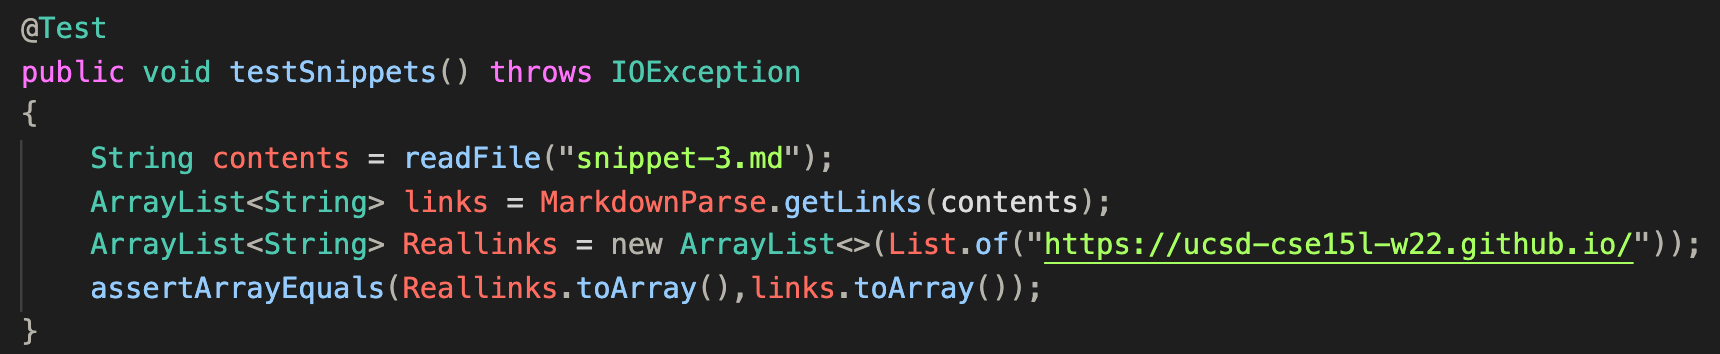 @Test
public void testSnippets() throws IOException
{
    String contents = readFile("snippet-3.md");
    ArrayList<String> links = MarkdownParse.getLinks(contents);
    ArrayList<String> Reallinks = new ArrayList<>(List.of("https://ucsd-cse15l-w22.github.io/"));
    assertArrayEquals(Reallinks.toArray(),links.toArray());
}